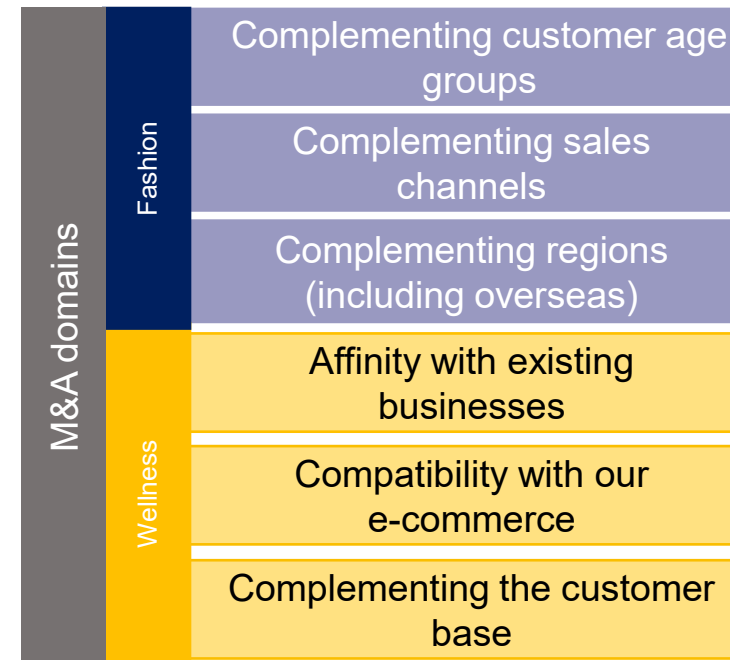 M&A domains
Fashion
Complementing customer age
groups
Complementing sales
channels
Complementing regions
(including overseas)
Wellness
Affinity with existing
businesses
Compatibility with our
e-commerce
Complementing the customer
base